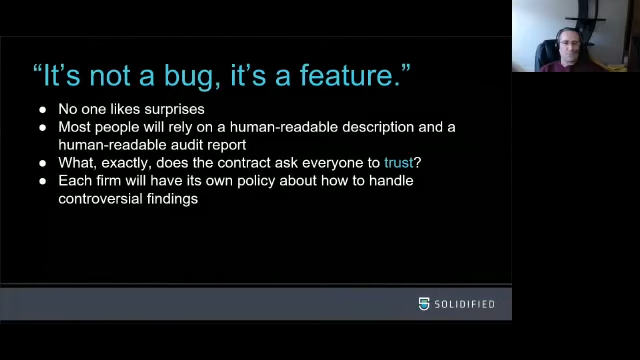 “It’s not a bug, it’s a feature.”
● No one likes surprises
● Most people will rely on a human-readable description and a
human-readable audit report
● What, exactly, does the contract ask everyone to trust?
● Each firm will have its own policy about how to handle
controversial findings
SOLIDIFIED